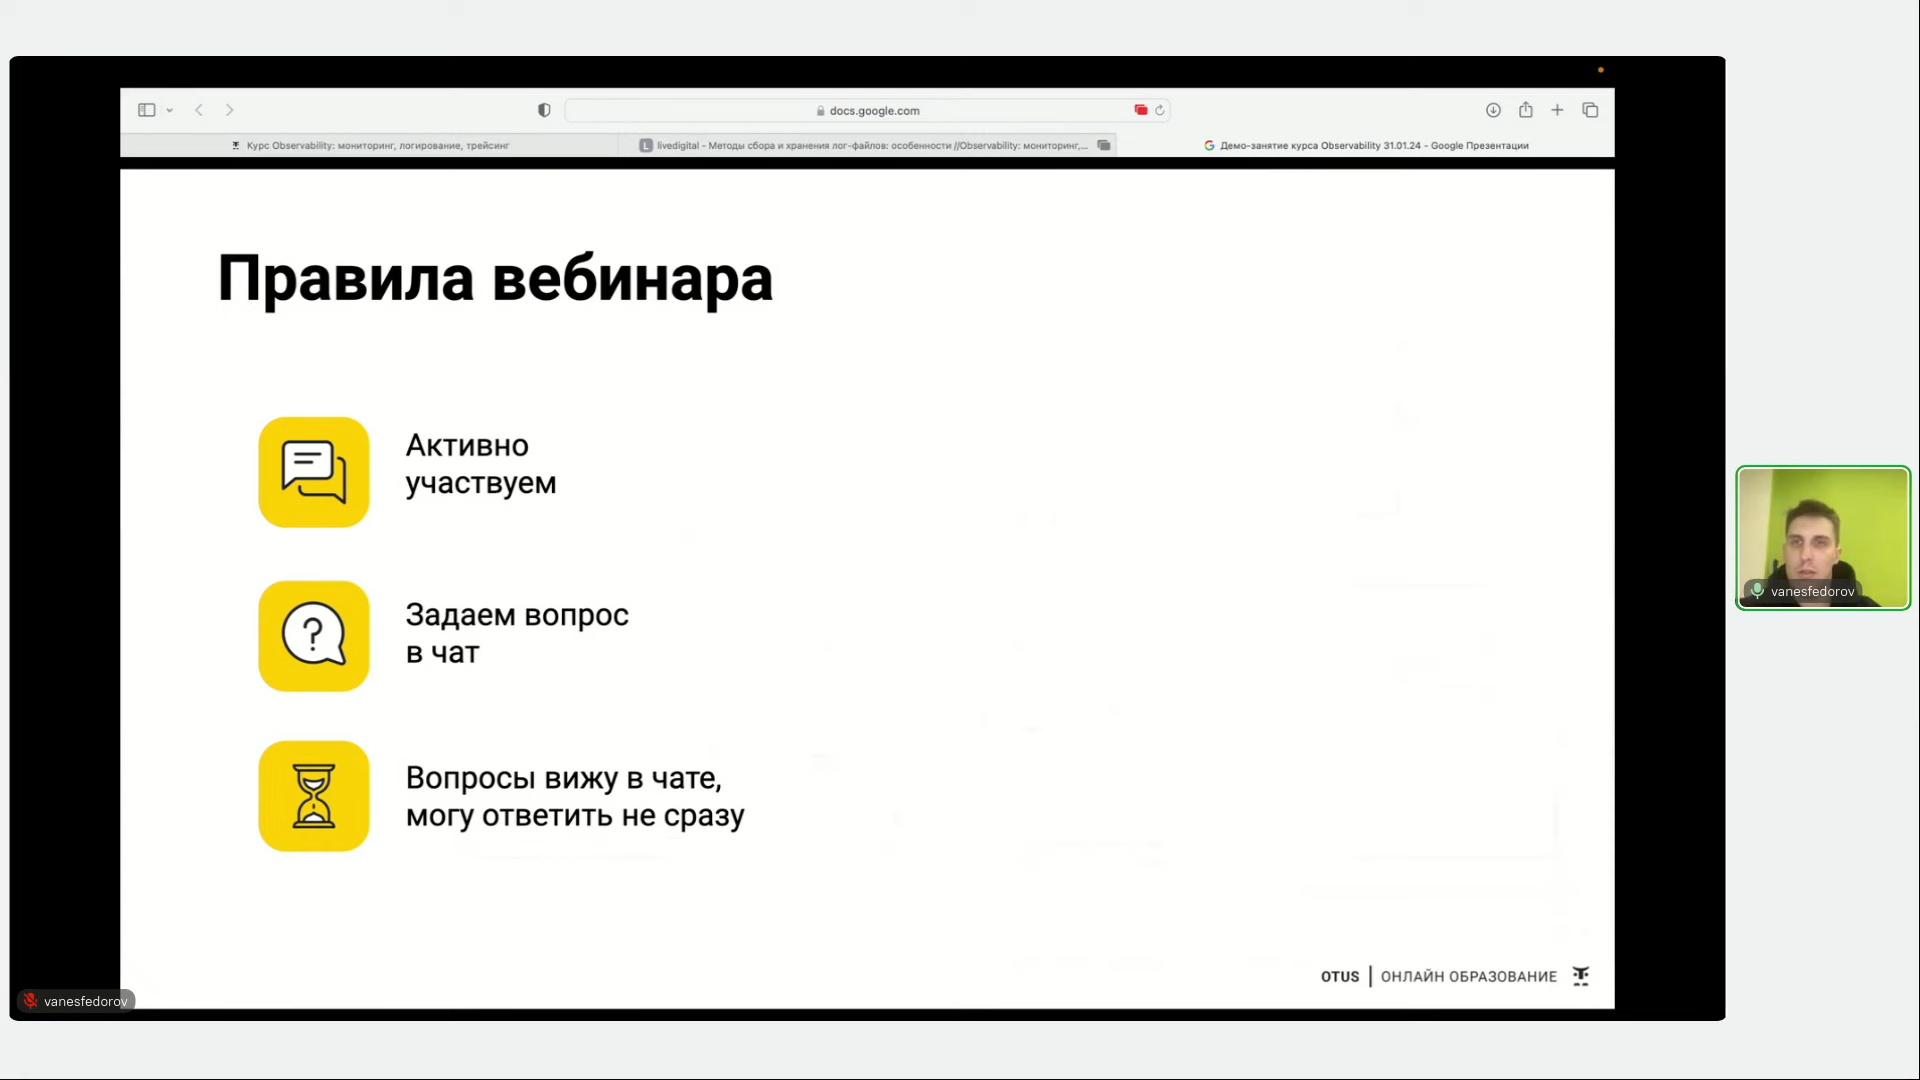 docs.google.com
Курс Observability: мониторинг, логирование, трейсинг
L livedigital - Методы сбора и хранения лог-файлов: особенности //Observability: мониторинг,...
Демо-занятие курса Observability 31.01.24 - Google Презентации
Правила вебинара
Активно
участвуем
Задаем вопрос
в чат
Вопросы вижу в чате,
могу ответить не сразу
OTUS | ОНЛАЙН ОБРАЗОВАНИЕ
vanesfedorov
vanesfedorov